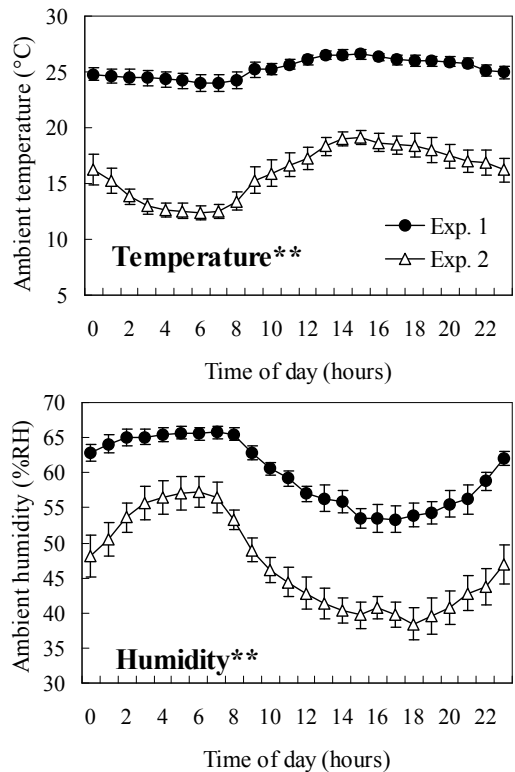 30
25
20
15
10
5
Ambient temperature (°C)
Exp. 1
Exp. 2
Temperature**
0 2 4 6 8 10 12 14 16 18 20 22
Time of day (hours)
70
65
60
55
50
45
40
35
30
Ambient humidity (%RH)
Humidity**
0 2 4 6 8 10 12 14 16 18 20 22
Time of day (hours)